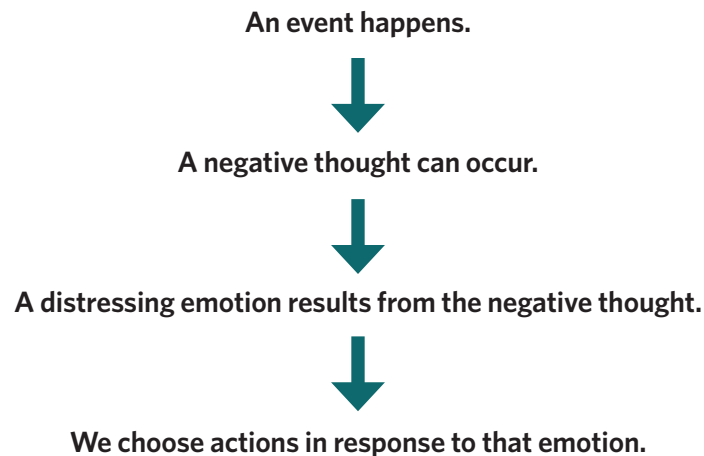 An event happens.
A negative thought can occur.
A distressing emotion results from the negative thought.
We choose actions in response to that emotion.